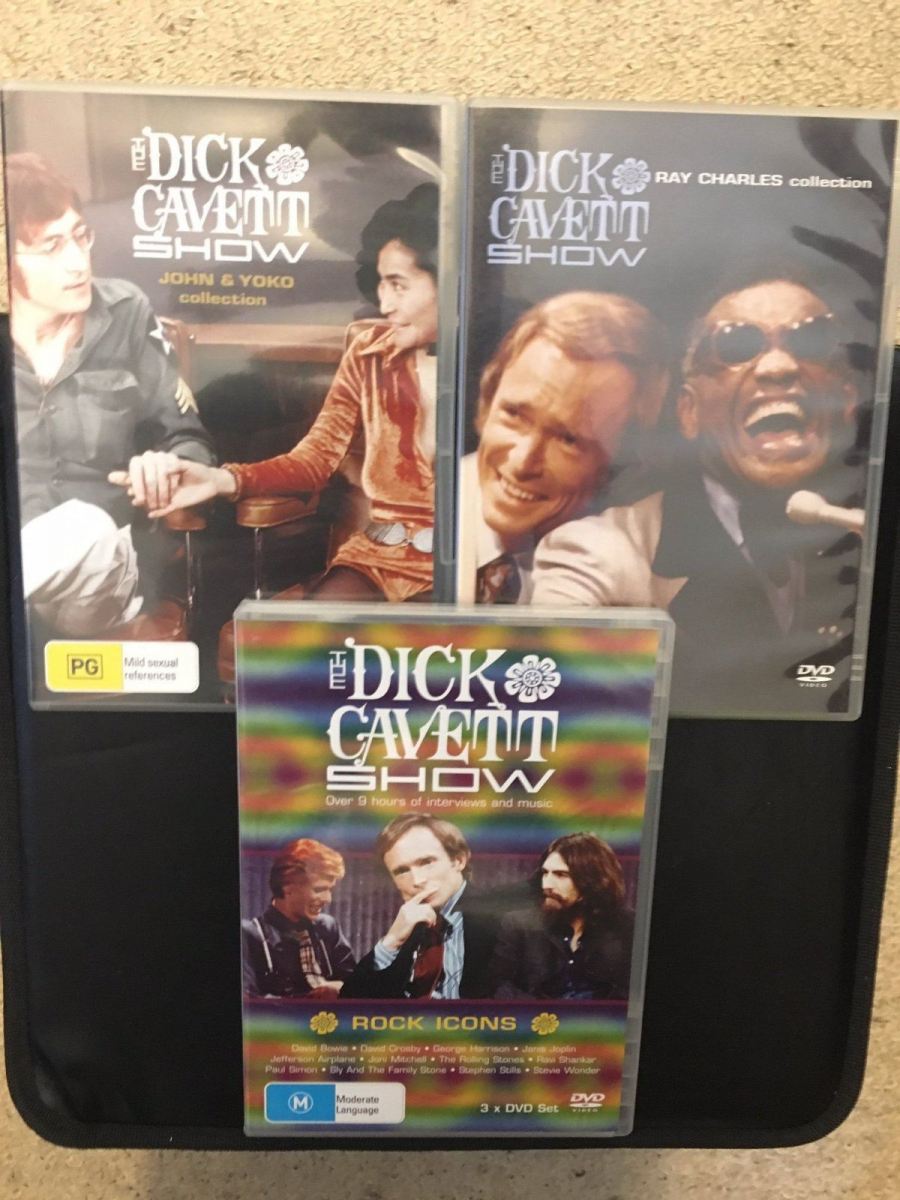 THE DICK
CAVETT
SHOW
JOHN & YOKO
collection
PG
Mild sexual
references
THE DICK
CAVETT
SHOW
RAY CHARLES collection
DVD
VIDEO
THE DICK
CAVETT
SHOW
Over 9 hours of interviews and music
ROCK ICONS
David Bowie • David Crosby • George Harrison • Janis Joplin
Jefferson Airplane • Joni Mitchell • The Rolling Stones • Ravi Shankar
Paul Simon • Sly And The Family Stone • Stephen Stills • Stevie Wonder
M
Moderate
Language
3 x DVD Set
DVD
VIDEO